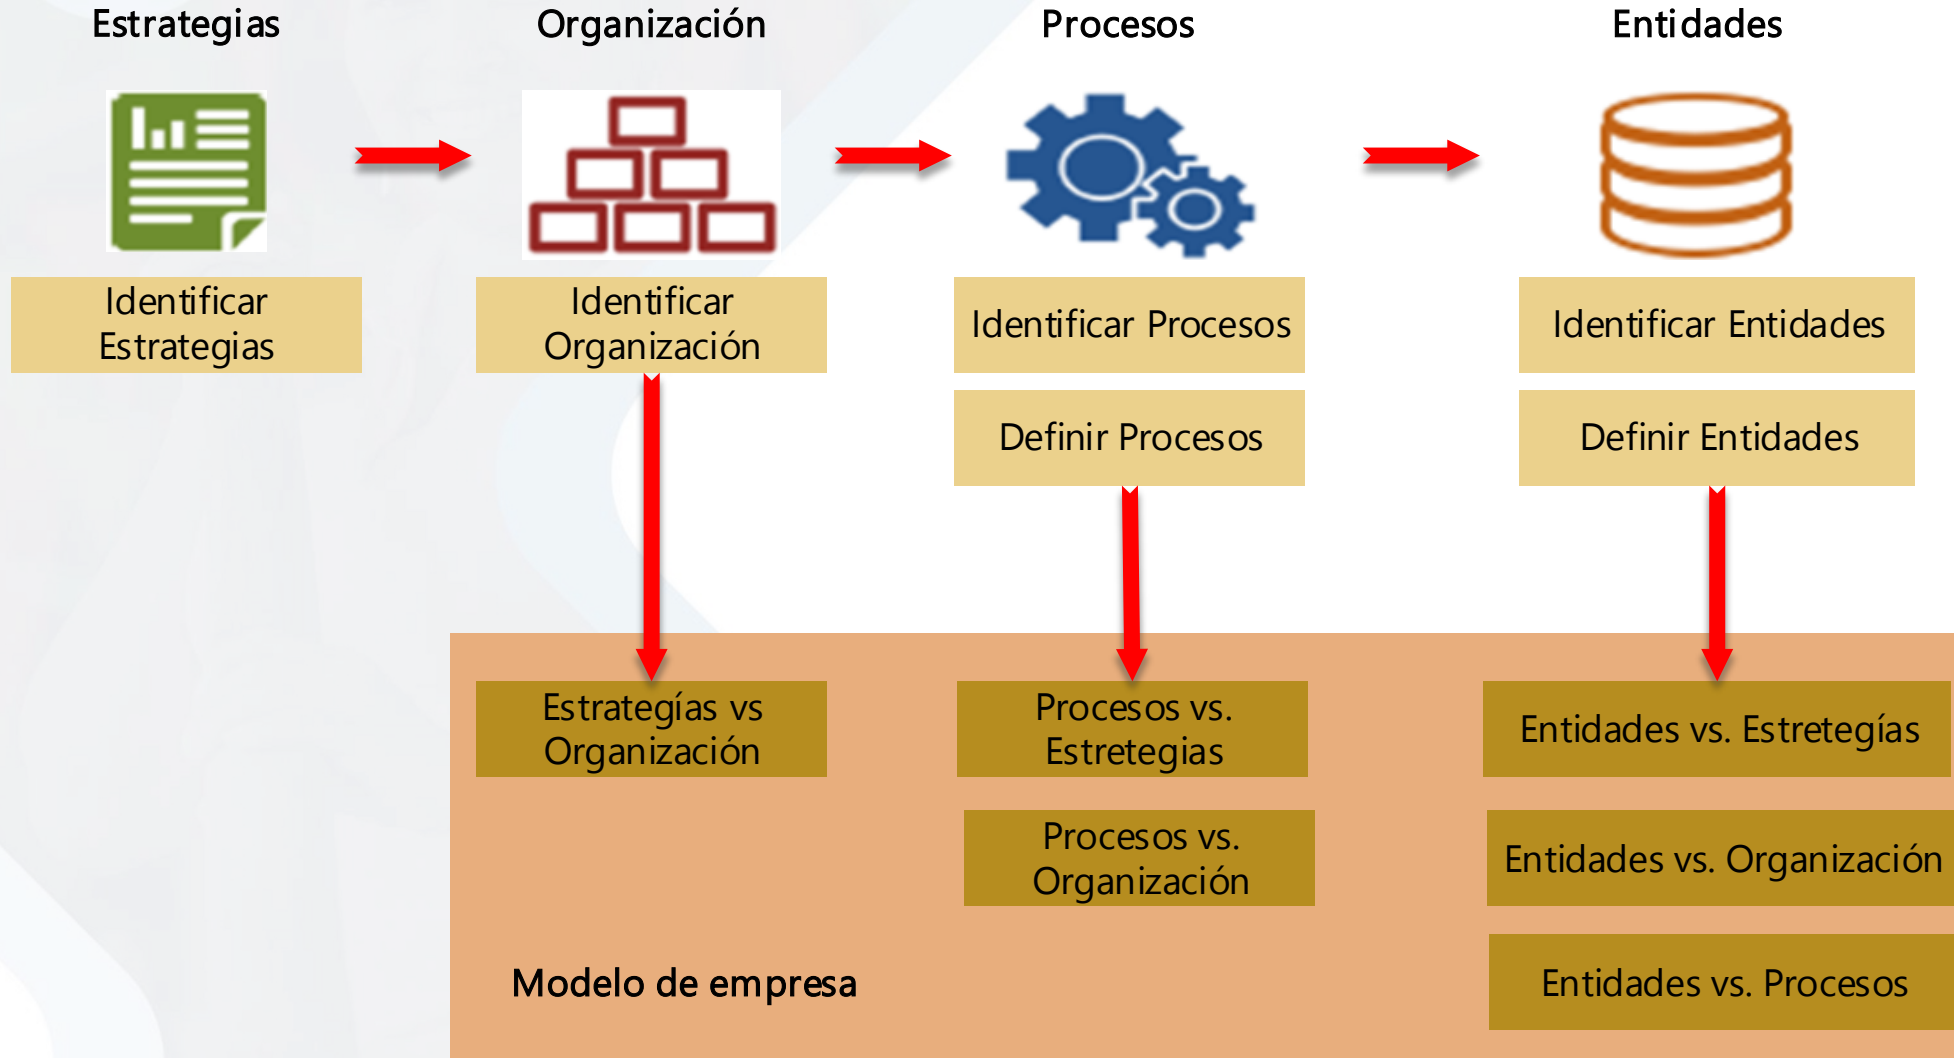 Estrategias
Organización
Procesos
Entidades
Identificar
Estrategias
Identificar
Organización
Identificar Procesos
Identificar Entidades
Definir Procesos
Definir Entidades
Estrategías vs
Organización
Procesos vs.
Estretegias
Entidades vs. Estretegías
Procesos vs.
Organización
Entidades vs. Organización
Modelo de empresa
Entidades vs. Procesos